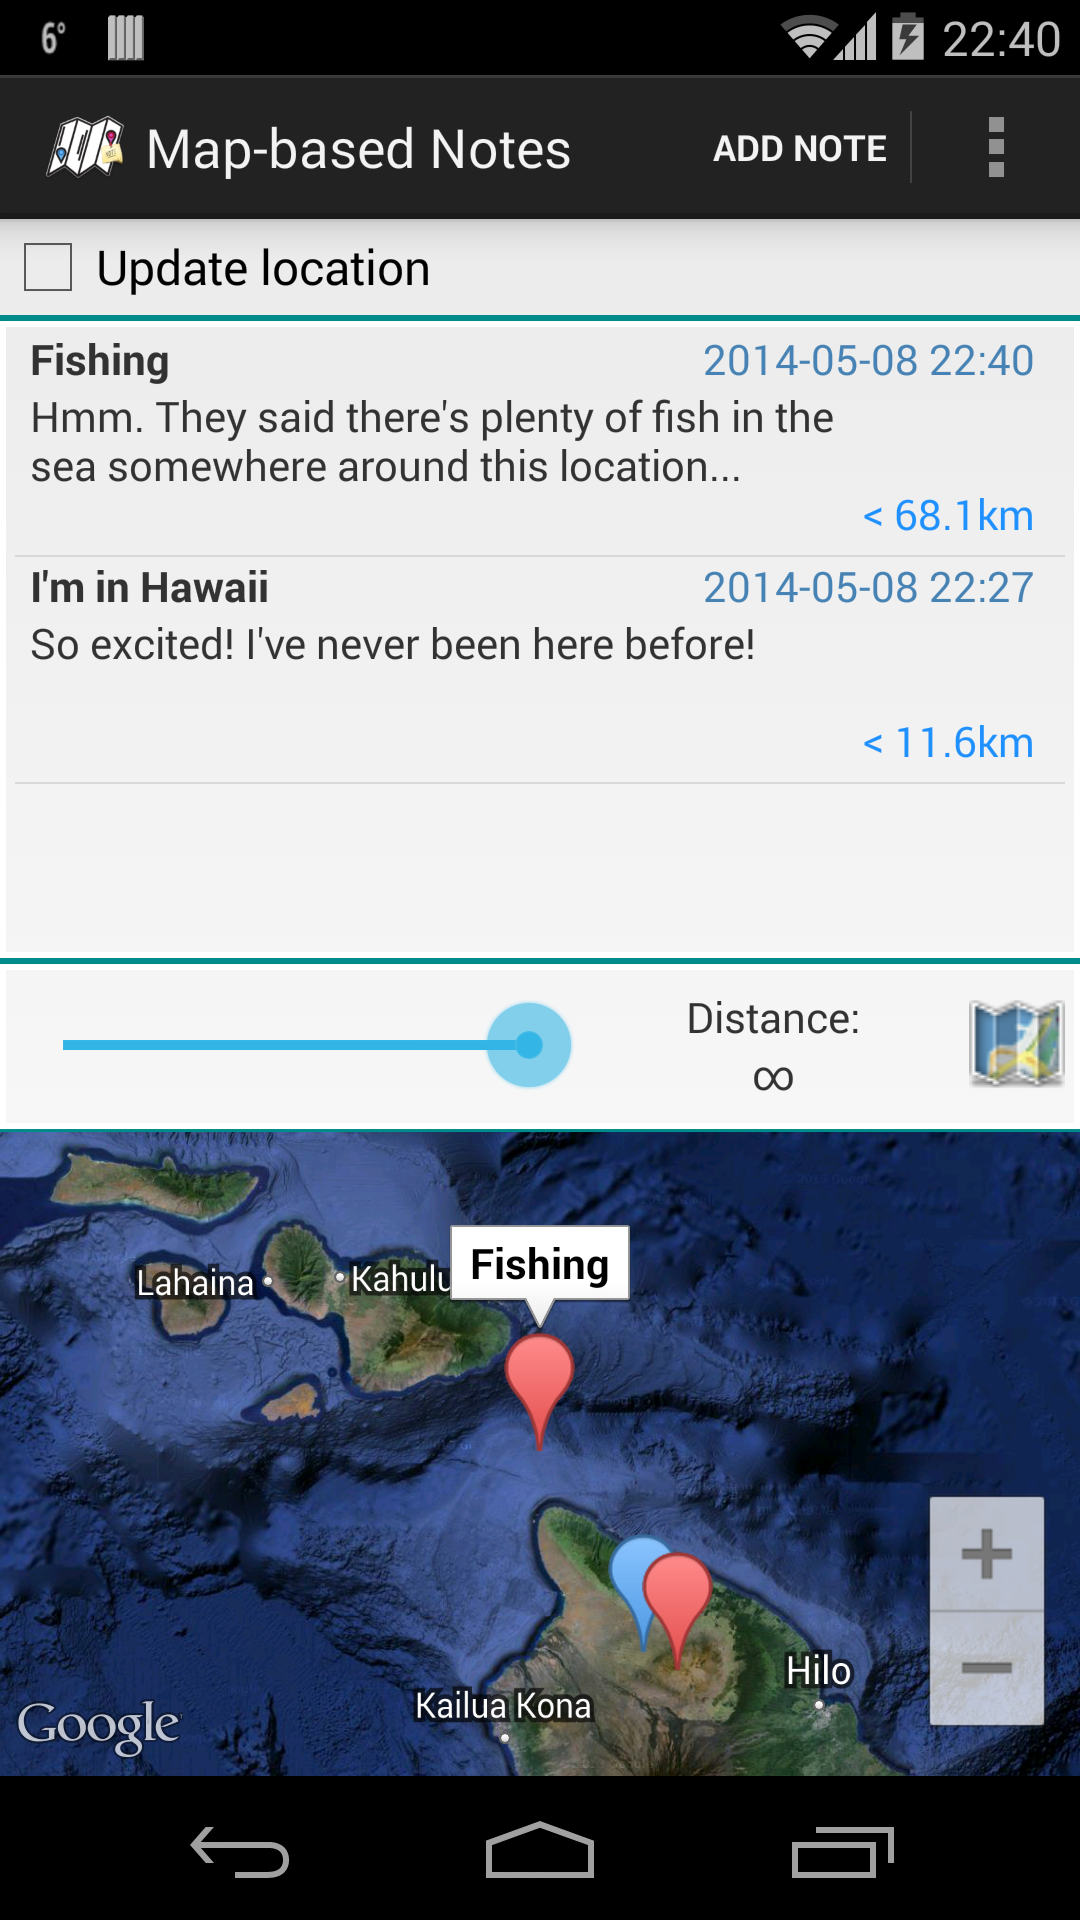 6°
22:40
Map-based Notes
ADD NOTE
Update location
Fishing
2014-05-08 22:40
Hmm. They said there's plenty of fish in the
sea somewhere around this location...
< 68.1km
I'm in Hawaii
2014-05-08 22:27
So excited! I've never been here before!
< 11.6km
Distance:
∞
Fishing
Lahaina
Kahulu
Hilo
Kailua Kona
Google